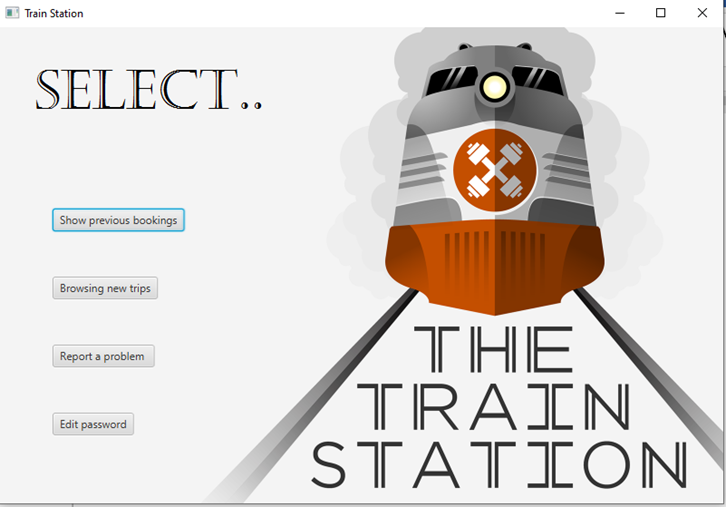 Train Station
SELECT..
Show previous bookings
Browsing new trips
Report a problem
Edit password
THE
TRAIN
STATION